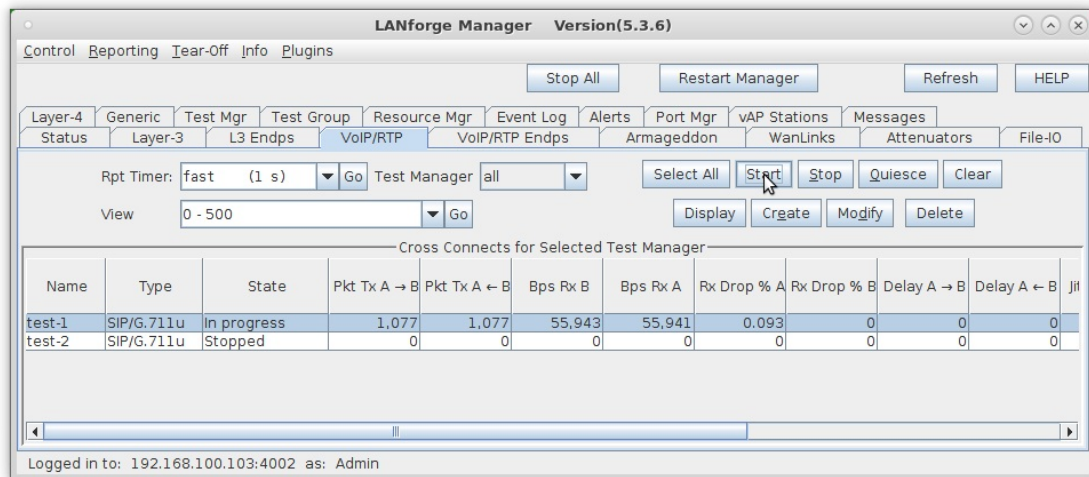 LANforge Manager    Version(5.3.6)
Control  Reporting  Tear-Off  Info  Plugins
Stop All  Restart Manager  Refresh  HELP
Layer-4  Generic  Test Mgr  Test Group  Resource Mgr  Event Log  Alerts  Port Mgr  vAP Stations  Messages
Status  Layer-3  L3 Endps  VoIP/RTP  VoIP/RTP Endps  Armageddon  WanLinks  Attenuators  File-IO
Rpt Timer:  fast    (1 s)  Go  Test Manager  all  Select All  Start  Stop  Quiesce  Clear
View  0 - 500  Go  Display  Create  Modify  Delete
Cross Connects for Selected Test Manager
Name  Type  State  Pkt Tx A → B  Pkt Tx A ← B  Bps Rx B  Bps Rx A  Rx Drop % A  Rx Drop % B  Delay A → B  Delay A ← B  Jit
test-1  SIP/G.711u  In progress  1,077  1,077  55,943  55,941  0.093  0  0  0
test-2  SIP/G.711u  Stopped  0  0  0  0  0  0  0  0
Logged in to:  192.168.100.103:4002  as:  Admin